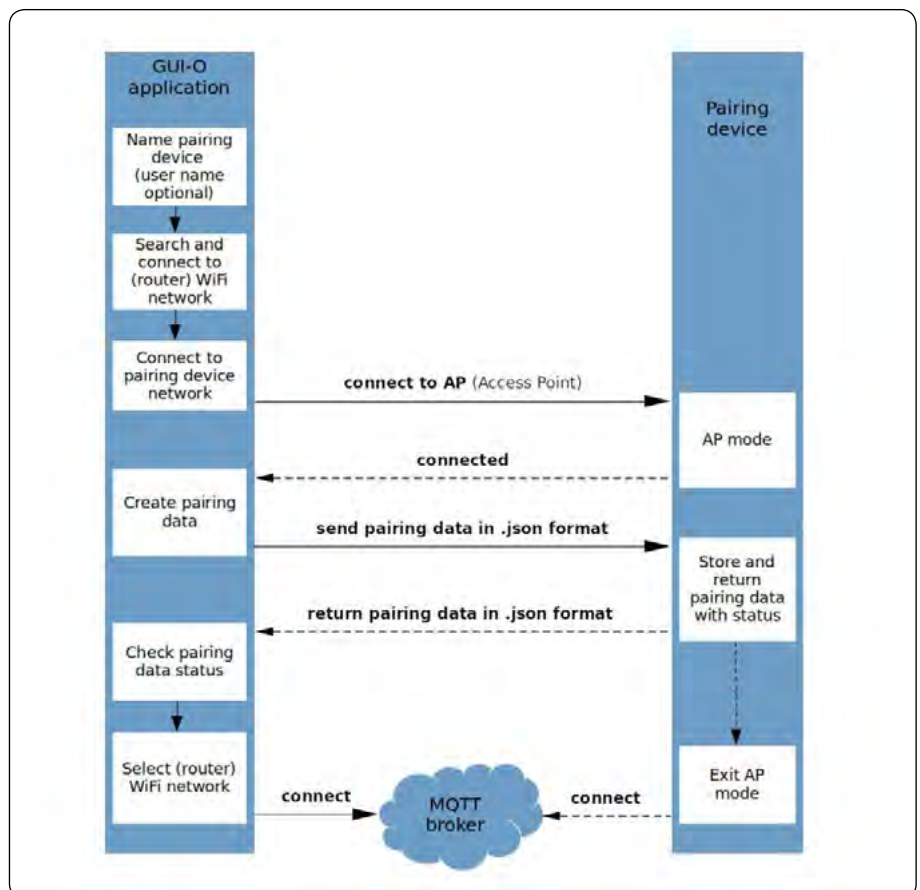 GUI-O
application
Name pairing
device
(user name
optional)
Search and
connect to
(router) WiFi
network
Connect to
pairing device
network
Create pairing
data
Check pairing
data status
Select (router)
WiFi network
connect to AP (Access Point)
connected
send pairing data in .json format
return pairing data in .json format
connect
MQTT
broker
connect
Pairing
device
AP mode
Store and
return
pairing data
with status
Exit AP
mode